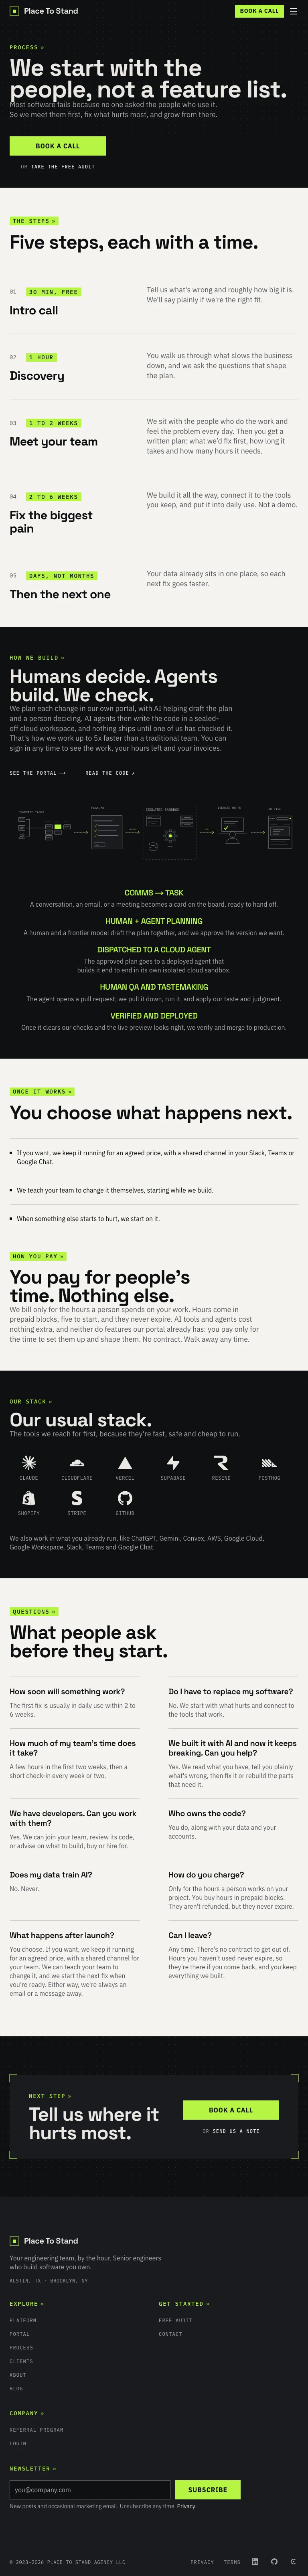 Place To Stand
BOOK A CALL
PROCESS »
We start with the
people, not a feature list.
Most software fails because no one asked the people who use it.
So we meet them first, fix what hurts most, and grow from there.
BOOK A CALL
OR TAKE THE FREE AUDIT
THE STEPS »
Five steps, each with a time.
01 30 MIN, FREE
Intro call
Tell us what's wrong and roughly how big it is.
We'll say plainly if we're the right fit.
02 1 HOUR
Discovery
You walk us through what slows the business
down, and we ask the questions that shape
the plan.
03 1 TO 2 WEEKS
Meet your team
We sit with the people who do the work and
feel the problem every day. Then you get a
written plan: what we'd fix first, how long it
takes and how many hours it needs.
04 2 TO 6 WEEKS
Fix the biggest
pain
We build it all the way, connect it to the tools
you keep, and put it into daily use. Not a demo.
05 DAYS, NOT MONTHS
Then the next one
Your data already sits in one place, so each
next fix goes faster.
HOW WE BUILD »
Humans decide. Agents
build. We check.
We plan each change in our own portal, with AI helping draft the plan
and a person deciding. AI agents then write the code in a sealed-
off cloud workspace, and nothing ships until one of us has checked it.
That's how we work up to 5x faster than a traditional team. You can
sign in any time to see the work, your hours left and your invoices.
SEE THE PORTAL →
READ THE CODE ↗
COMMS → TASK
A conversation, an email, or a meeting becomes a card on the board, ready to hand off.
HUMAN + AGENT PLANNING
A human and a frontier model draft the plan together, and we approve the version we want.
DISPATCHED TO A CLOUD AGENT
The approved plan goes to a deployed agent that
builds it end to end in its own isolated cloud sandbox.
HUMAN QA AND TASTEMAKING
The agent opens a pull request; we pull it down, run it, and apply our taste and judgment.
VERIFIED AND DEPLOYED
Once it clears our checks and the live preview looks right, we verify and merge to production.
ONCE IT WORKS »
You choose what happens next.
If you want, we keep it running for an agreed price, with a shared channel in your Slack, Teams or
Google Chat.
We teach your team to change it themselves, starting while we build.
When something else starts to hurt, we start on it.
HOW YOU PAY »
You pay for people's
time. Nothing else.
We bill only for the hours a person spends on your work. Hours come in
prepaid blocks, five to start, and they never expire. AI tools and agents cost
nothing extra, and neither do features our portal already has: you pay only for
the time to set them up and shape them. No contract. Walk away any time.
OUR STACK »
Our usual stack.
The tools we reach for first, because they're fast, safe and cheap to run.
CLAUDE
CLOUDFLARE
VERCEL
SUPABASE
RESEND
POSTHOG
SHOPIFY
STRIPE
GITHUB
We also work in what you already run, like ChatGPT, Gemini, Convex, AWS, Google Cloud,
Google Workspace, Slack, Teams and Google Chat.
QUESTIONS »
What people ask
before they start.
How soon will something work?
The first fix is usually in daily use within 2 to
6 weeks.
Do I have to replace my software?
No. We start with what hurts and connect to
the tools that work.
How much of my team's time does
it take?
A few hours in the first two weeks, then a
short check-in every week or two.
We built it with AI and now it keeps
breaking. Can you help?
Yes. We read what you have, tell you plainly
what's wrong, then fix it or rebuild the parts
that need it.
We have developers. Can you work
with them?
Yes. We can join your team, review its code,
or advise on what to build, buy or hire for.
Who owns the code?
You do, along with your data and your
accounts.
Does my data train AI?
No. Never.
How do you charge?
Only for the hours a person works on your
project. You buy hours in prepaid blocks.
They aren't refunded, but they never expire.
What happens after launch?
You choose. If you want, we keep it running
for an agreed price, with a shared channel for
your team. We can teach your team to
change it, and we start the next fix when
you're ready. Either way, we're always an
email or a message away.
Can I leave?
Any time. There's no contract to get out of.
Hours you haven't used never expire, so
they're there if you come back, and you keep
everything we built.
NEXT STEP »
Tell us where it
hurts most.
BOOK A CALL
OR SEND US A NOTE
Place To Stand
Your engineering team, by the hour. Senior engineers
who build software you own.
AUSTIN, TX · BROOKLYN, NY
EXPLORE »
PLATFORM
PORTAL
PROCESS
CLIENTS
ABOUT
BLOG
GET STARTED »
FREE AUDIT
CONTACT
COMPANY »
REFERRAL PROGRAM
LOGIN
NEWSLETTER »
you@company.com
SUBSCRIBE
New posts and occasional marketing email. Unsubscribe any time. Privacy
© 2025–2026 PLACE TO STAND AGENCY LLC
PRIVACY
TERMS